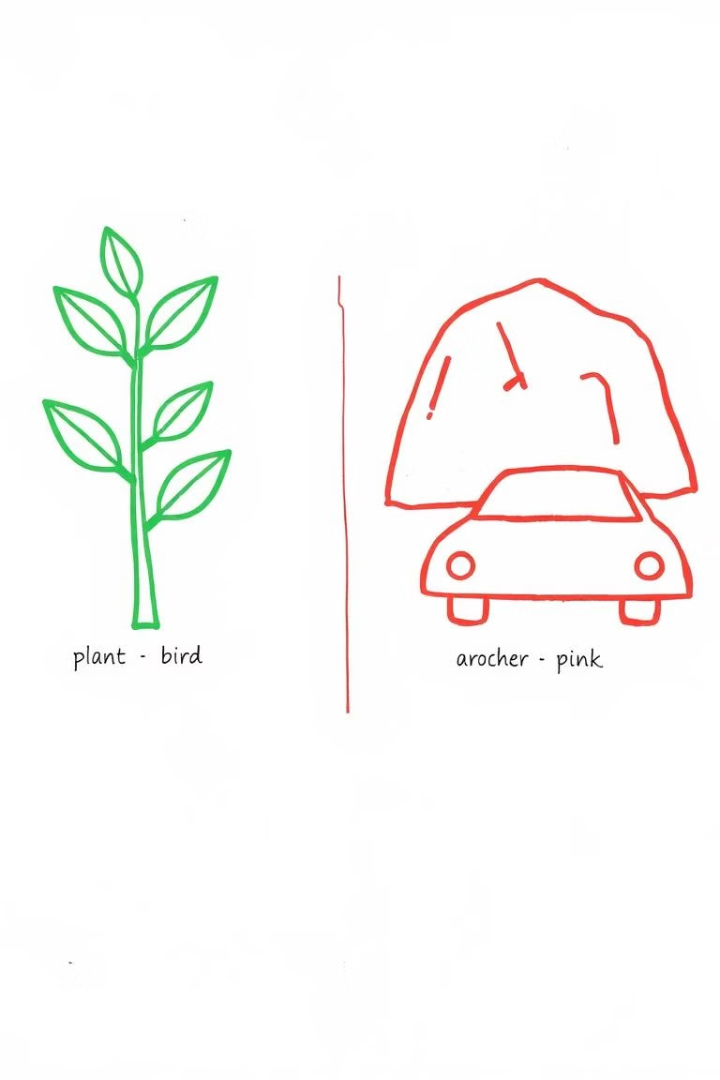 plant - bird
arocher - pink